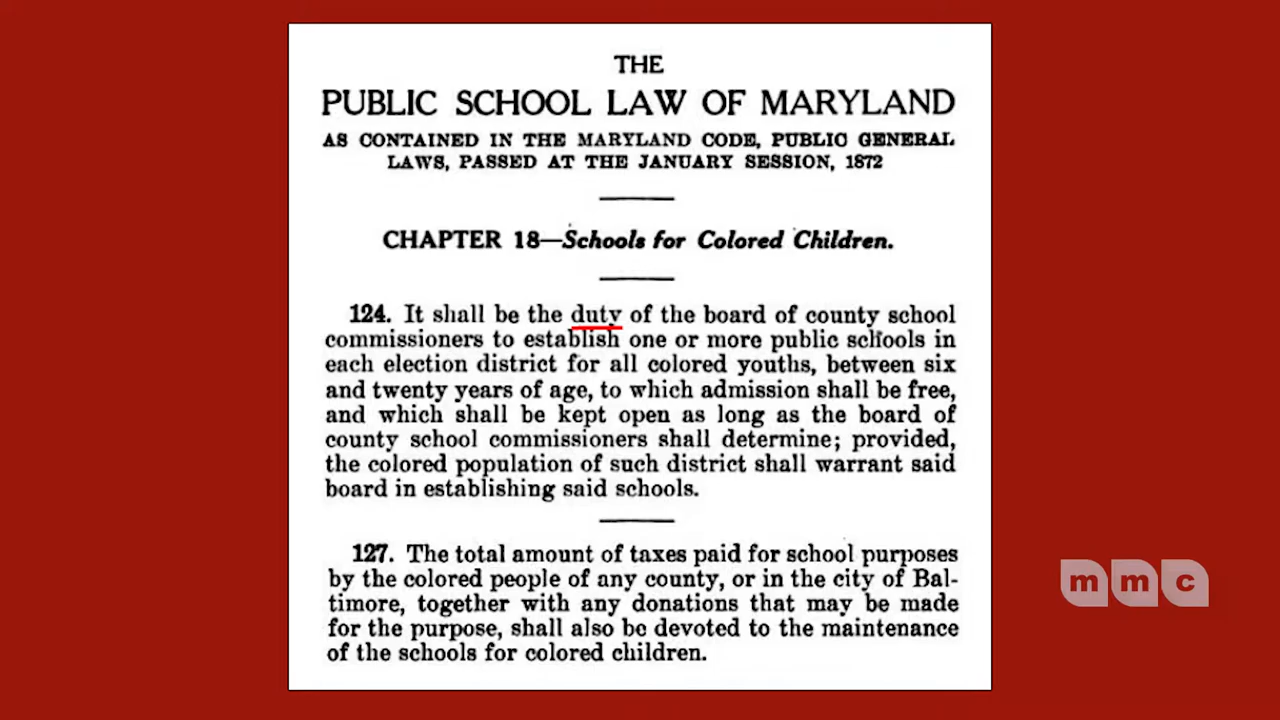 THE
PUBLIC SCHOOL LAW OF MARYLAND
AS CONTAINED IN THE MARYLAND CODE, PUBLIC GENERAL
LAWS, PASSED AT THE JANUARY SESSION, 1872
CHAPTER 18—Schools for Colored Children.
124. It shall be the duty of the board of county school
commissioners to establish one or more public schools in
each election district for all colored youths, between six
and twenty years of age, to which admission shall be free,
and which shall be kept open as long as the board of
county school commissioners shall determine; provided,
the colored population of such district shall warrant said
board in establishing said schools.
127. The total amount of taxes paid for school purposes
by the colored people of any county, or in the city of Bal-
timore, together with any donations that may be made
for the purpose, shall also be devoted to the maintenance
of the schools for colored children.
mmc